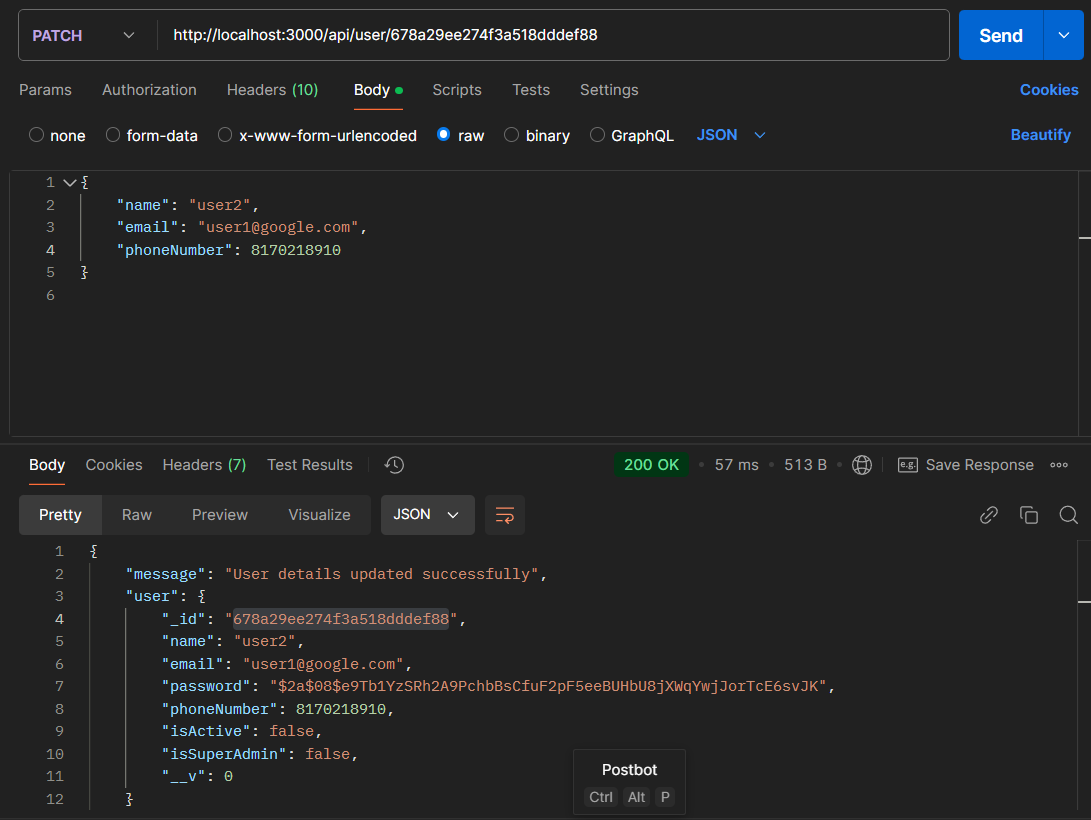 PATCH http://localhost:3000/api/user/678a29ee274f3a518dddef88 Send
Params Authorization Headers (10) Body Scripts Tests Settings Cookies
none form-data x-www-form-urlencoded raw binary GraphQL JSON Beautify
1 {
2 "name": "user2",
3 "email": "user1@google.com",
4 "phoneNumber": 8170218910
5 }
6
Body Cookies Headers (7) Test Results 200 OK • 57 ms • 513 B • e.g. Save Response
Pretty Raw Preview Visualize JSON
1 {
2 "message": "User details updated successfully",
3 "user": {
4 "_id": "678a29ee274f3a518dddef88",
5 "name": "user2",
6 "email": "user1@google.com",
7 "password": "$2a$08$e9Tb1YzSRh2A9PchbBsCfuF2pF5eeBUHbU8jXWqYwjJorTcE6svJK",
8 "phoneNumber": 8170218910,
9 "isActive": false,
10 "isSuperAdmin": false,
11 "__v": 0
12 }
Postbot
Ctrl Alt P